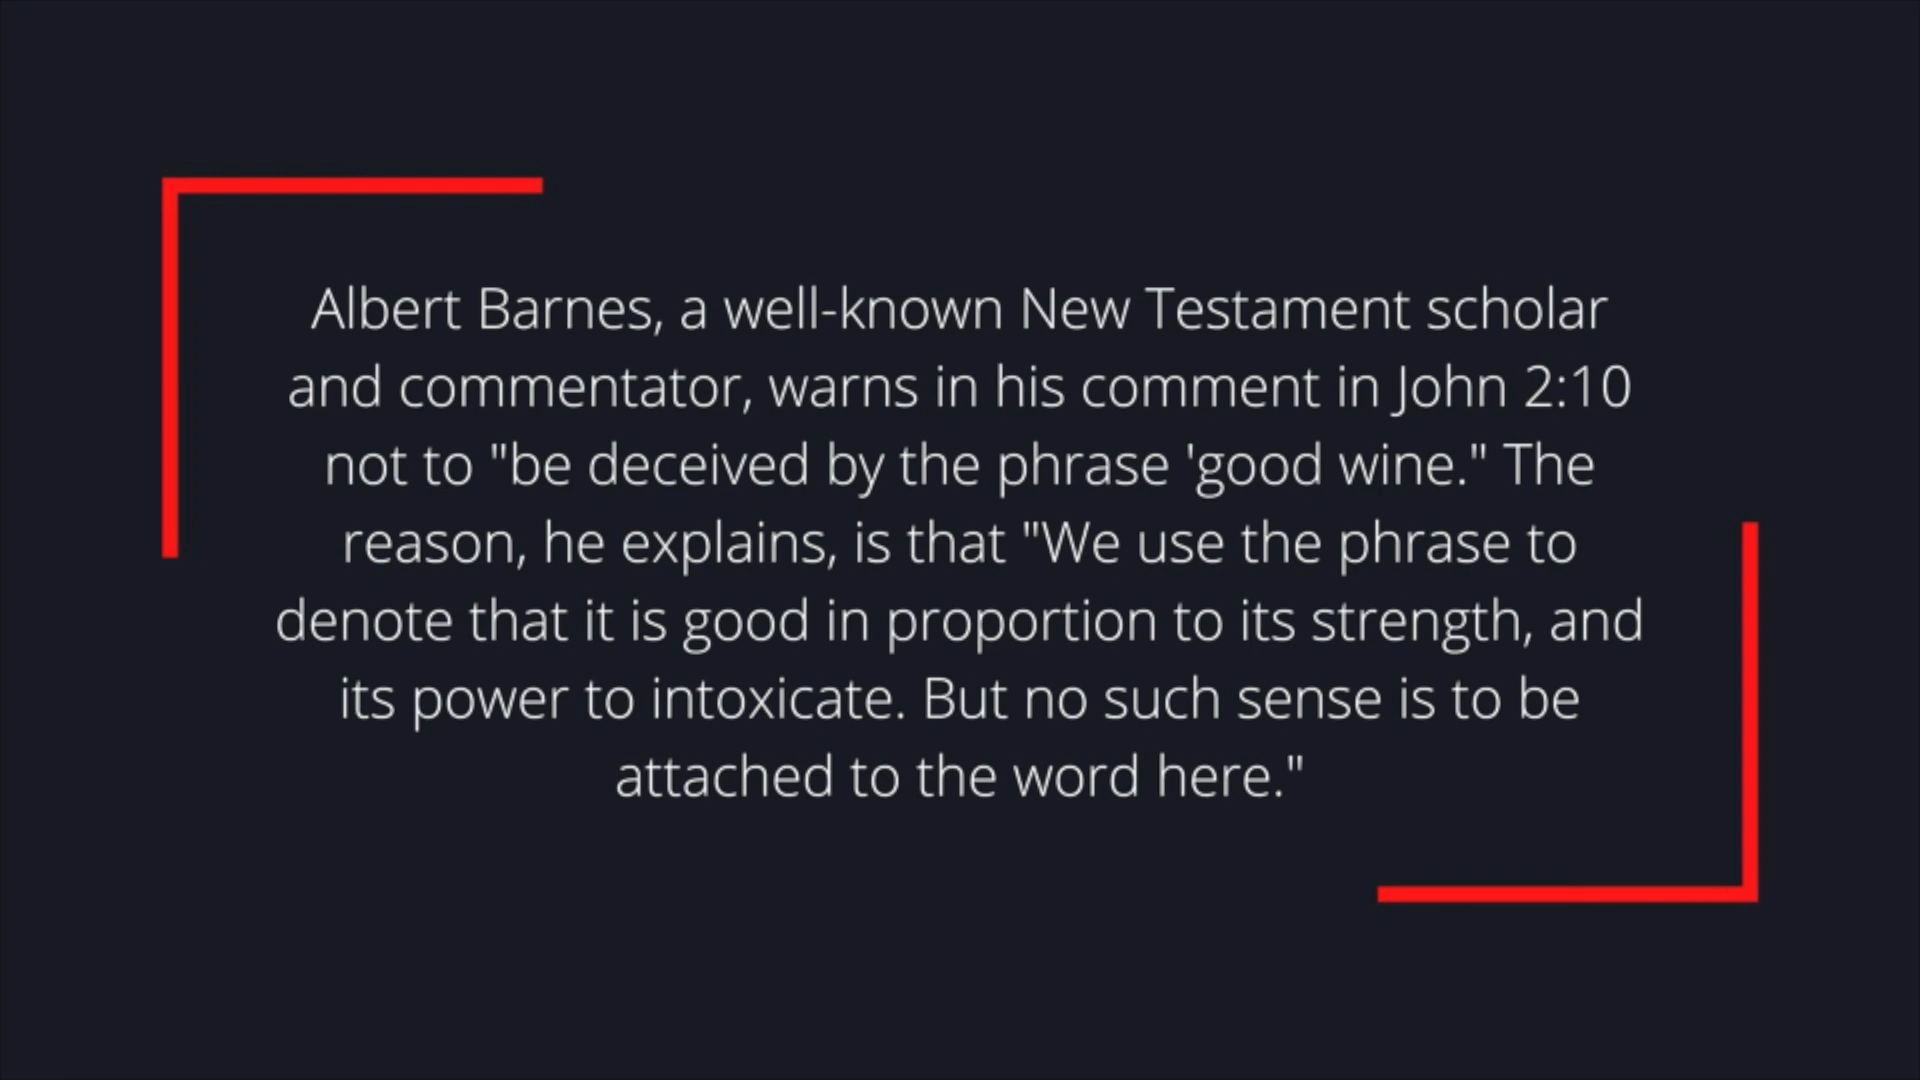 Albert Barnes, a well-known New Testament scholar
and commentator, warns in his comment in John 2:10
not to "be deceived by the phrase 'good wine." The
reason, he explains, is that "We use the phrase to
denote that it is good in proportion to its strength, and
its power to intoxicate. But no such sense is to be
attached to the word here."